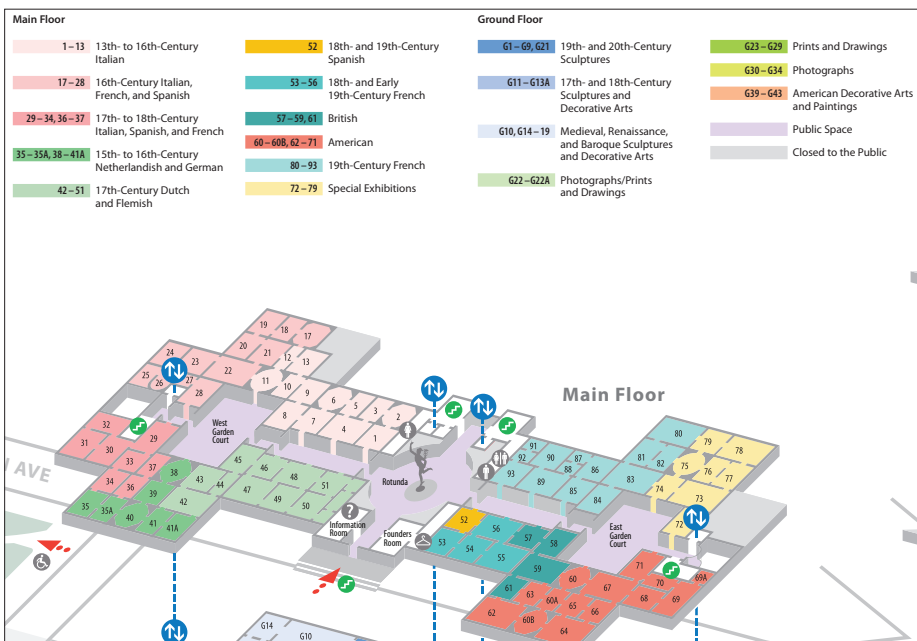 Main Floor
1 – 13 13th- to 16th-Century
Italian
17 – 28 16th-Century Italian,
French, and Spanish
29 – 34, 36 – 37 17th- to 18th-Century
Italian, Spanish, and French
35 – 35A, 38 – 41A 15th- to 16th-Century
Netherlandish and German
42 – 51 17th-Century Dutch
and Flemish
52 18th- and 19th-Century
Spanish
53 – 56 18th- and Early
19th-Century French
57 – 59, 61 British
60 – 60B, 62 – 71 American
80 – 93 19th-Century French
72 – 79 Special Exhibitions
Ground Floor
G1 – G9, G21 19th- and 20th-Century
Sculptures
G11 – G13A 17th- and 18th-Century
Sculptures and
Decorative Arts
G10, G14 – 19 Medieval, Renaissance,
and Baroque Sculptures
and Decorative Arts
G22 – G22A Photographs/Prints
and Drawings
G23 – G29 Prints and Drawings
G30 – G34 Photographs
G39 – G43 American Decorative Arts
and Paintings
Public Space
Closed to the Public
Main Floor
19
18
17
20
21
12
13
24
23
22
11
10
9
6
5
3
2
25
26
27
28
8
7
4
1
32
31
30
29
33
37
34
36
West
Garden
Court
38
39
35
35A
40
41
41A
45
46
48
51
43
44
47
49
50
42
Rotunda
?
Information
Room
Founders
Room
91
92
90
87
86
88
93
89
85
84
80
81
82
83
79
78
75
76
77
74
73
72
52
56
53
54
55
57
58
59
61
East
Garden
Court
60
63
60A
62
60B
65
64
66
67
68
71
70
69
69A
AVE
G14
G10